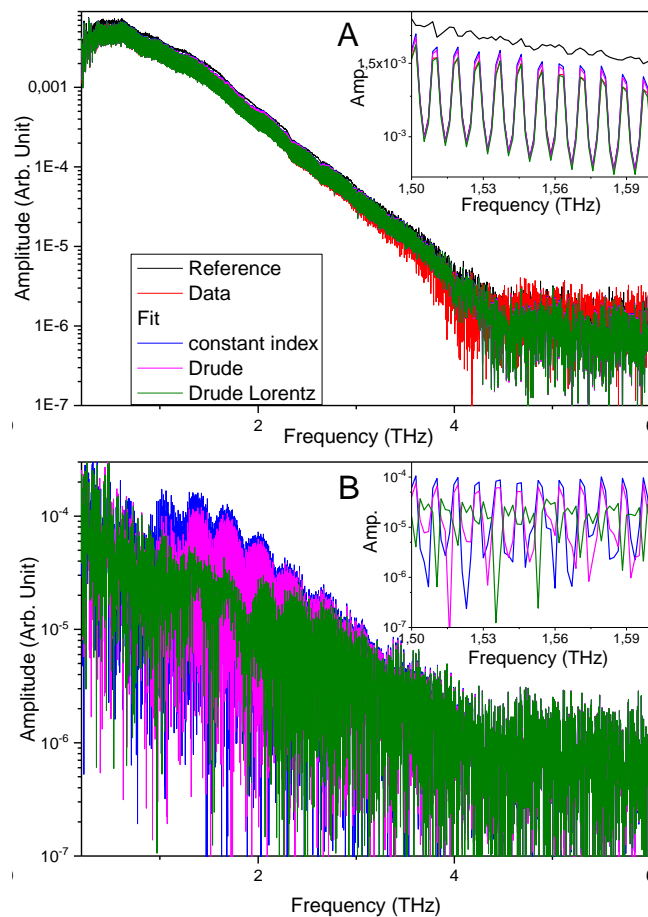 A
0,001
1E-4
1E-5
1E-6
1E-7
Amplitude (Arb. Unit)
2
4
Frequency (THz)
Reference
Data
Fit
constant index
Drude
Drude Lorentz
1,5x10⁻³
10⁻³
Amp.
1,50
1,53
1,56
1,59
Frequency (THz)
B
10⁻⁴
10⁻⁵
10⁻⁶
10⁻⁷
Amplitude (Arb. Unit)
2
4
Frequency (THz)
10⁻⁴
10⁻⁵
10⁻⁶
10⁻⁷
Amp.
1,50
1,53
1,56
1,59
Frequency (THz)